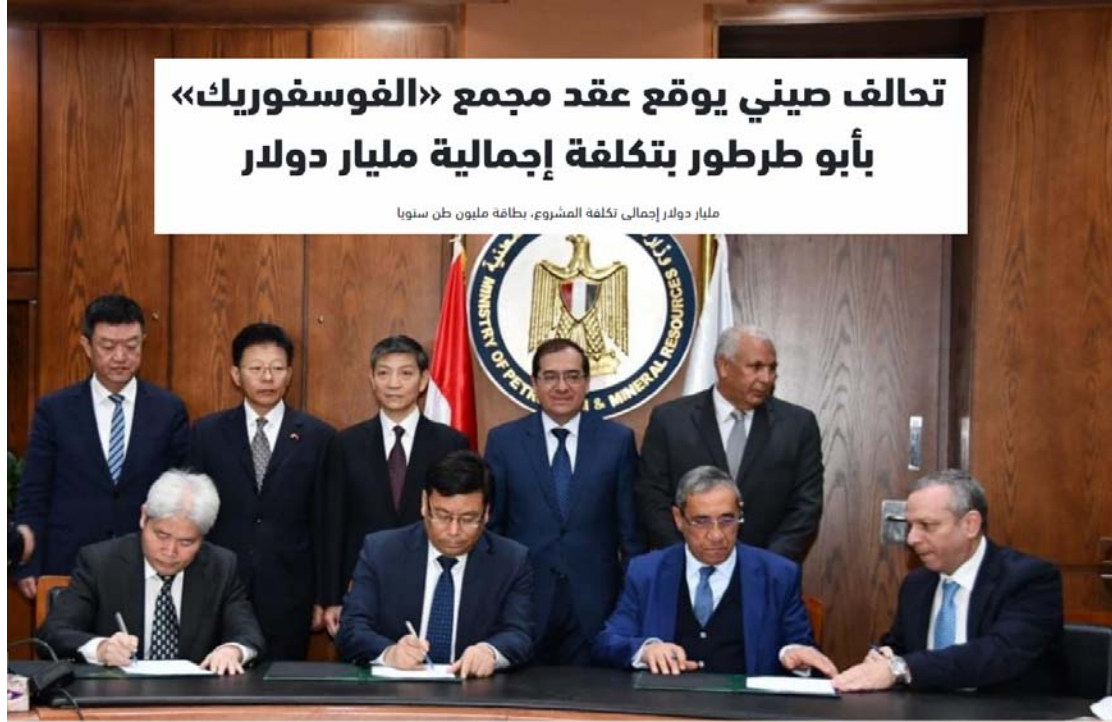 تحالف صيني يوقع عقد مجمع «الفوسفوريك»
بأبو طرطور بتكلفة إجمالية مليار دولار
مليار دولار إجمالى تكلفة المشروع، بطاقة مليون طن سنويا
MINISTRY OF & MINERAL RESOURCES